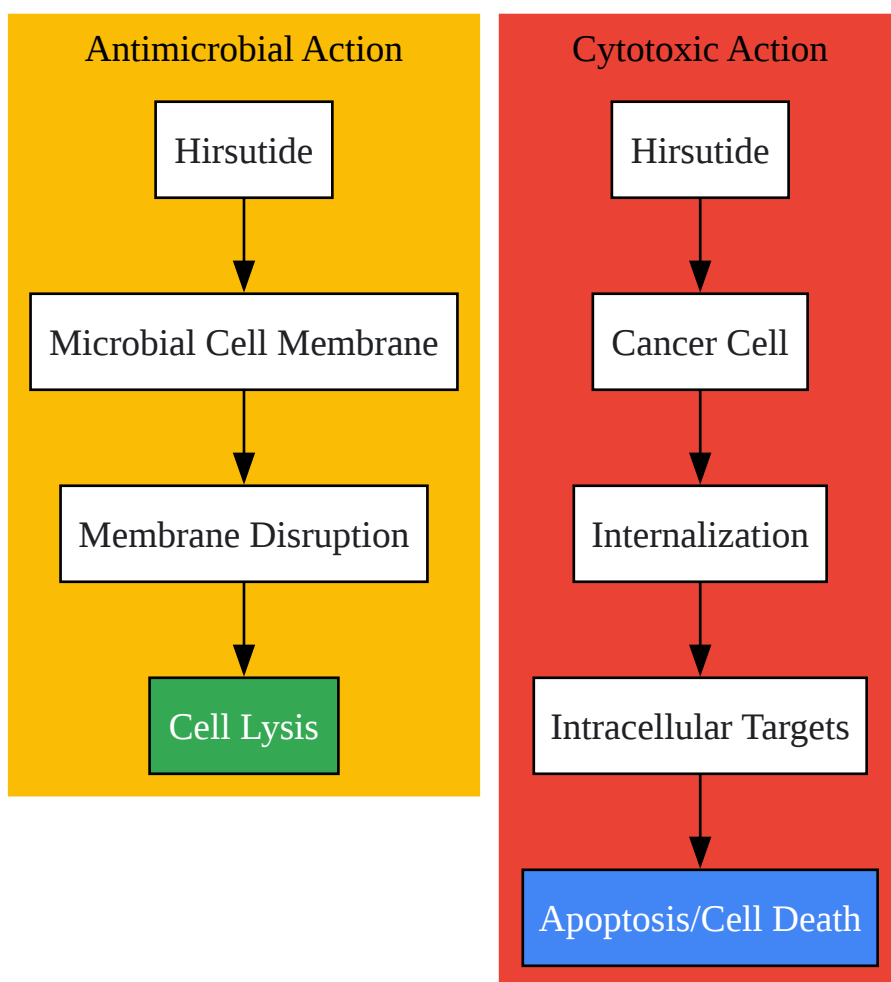 Antimicrobial Action
Hirsutide
Microbial Cell Membrane
Membrane Disruption
Cell Lysis
Cytotoxic Action
Hirsutide
Cancer Cell
Internalization
Intracellular Targets
Apoptosis/Cell Death